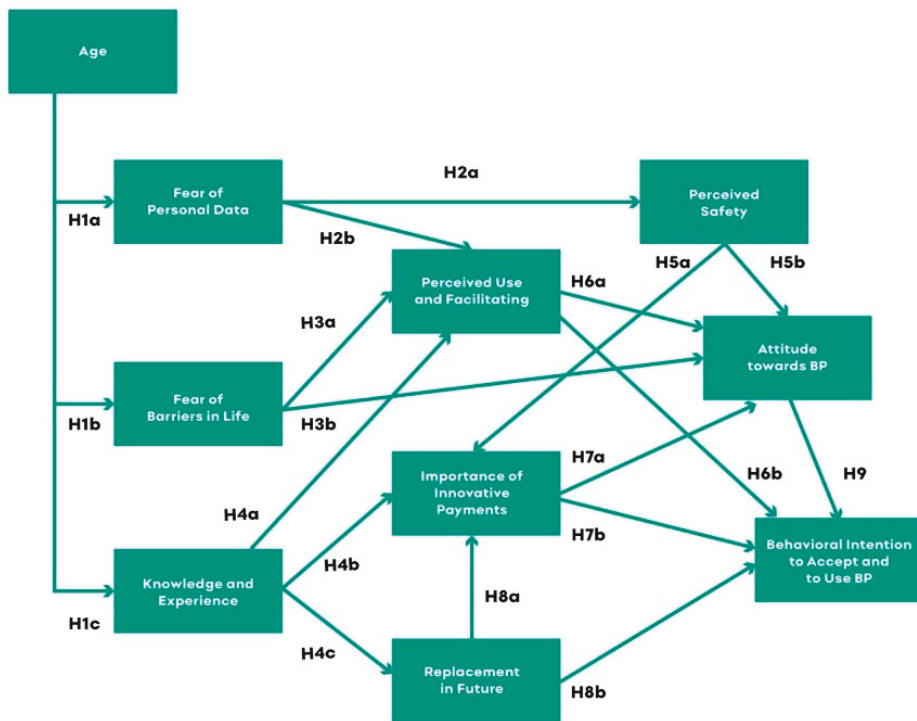 Age
H2a
Fear of
Personal Data
Perceived
Safety
H1a
H2b
H5a
H5b
Perceived Use
and Facilitating
H6a
H3a
Attitude
towards BP
Fear of
Barriers in Life
H1b
H3b
H7a
H6b
H9
Importance of
Innovative
Payments
H4a
H7b
H4b
Knowledge and
Experience
Behavioral Intention
to Accept and
to Use BP
H8a
H1c
H4c
Replacement
in Future
H8b